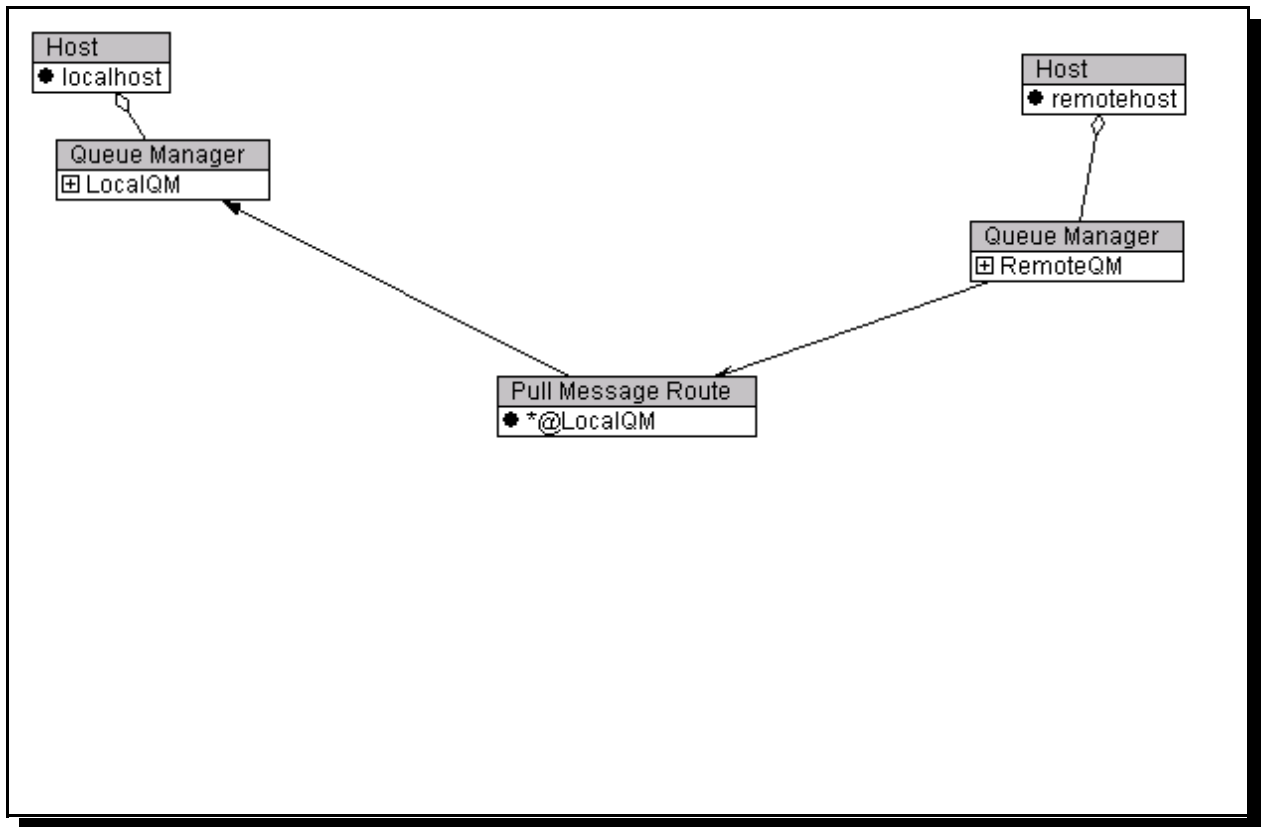 Host
localhost
Host
remotehost
Queue Manager
LocalQM
Queue Manager
RemoteQM
Pull Message Route
*@LocalQM